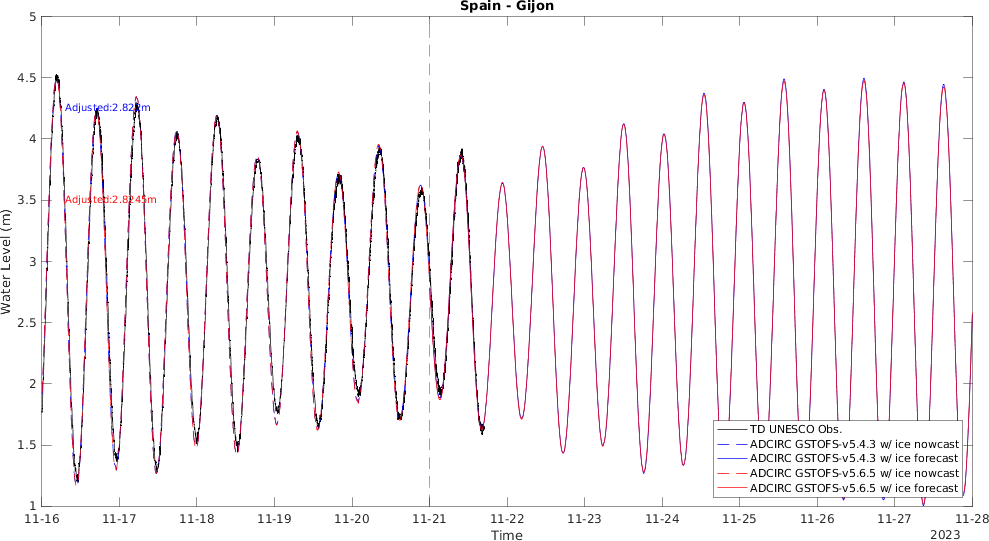 Spain - Gijon
5
4.5
4
3.5
3
2.5
2
1.5
1
Water Level (m)
Adjusted:2.822m
Adjusted:2.8245m
TD UNESCO Obs.
ADCIRC GSTOFS-v5.4.3 w/ ice nowcast
ADCIRC GSTOFS-v5.4.3 w/ ice forecast
ADCIRC GSTOFS-v5.6.5 w/ ice nowcast
ADCIRC GSTOFS-v5.6.5 w/ ice forecast
11-16 11-17 11-18 11-19 11-20 11-21 11-22 11-23 11-24 11-25 11-26 11-27 11-28
Time
2023